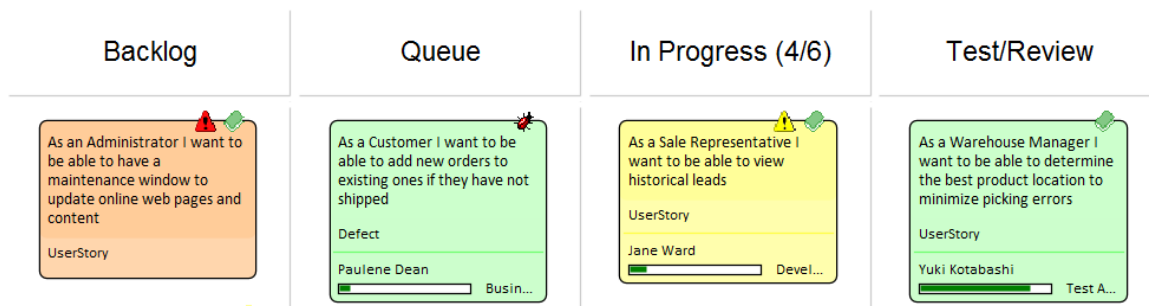 Backlog
Queue
In Progress (4/6)
Test/Review
As an Administrator I want to
be able to have a
maintenance window to
update online web pages and
content
UserStory
As a Customer I want to be
able to add new orders to
existing ones if they have not
shipped
Defect
Paulene Dean
Busin...
As a Sale Representative I
want to be able to view
historical leads
UserStory
Jane Ward
Devel...
As a Warehouse Manager I
want to be able to determine
the best product location to
minimize picking errors
UserStory
Yuki Kotabashi
Test A...